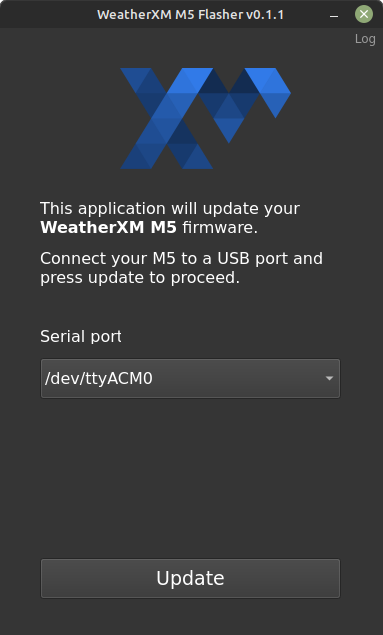 WeatherXM M5 Flasher v0.1.1
Log
This application will update your
WeatherXM M5 firmware.
Connect your M5 to a USB port and
press update to proceed.
Serial port
/dev/ttyACM0
Update